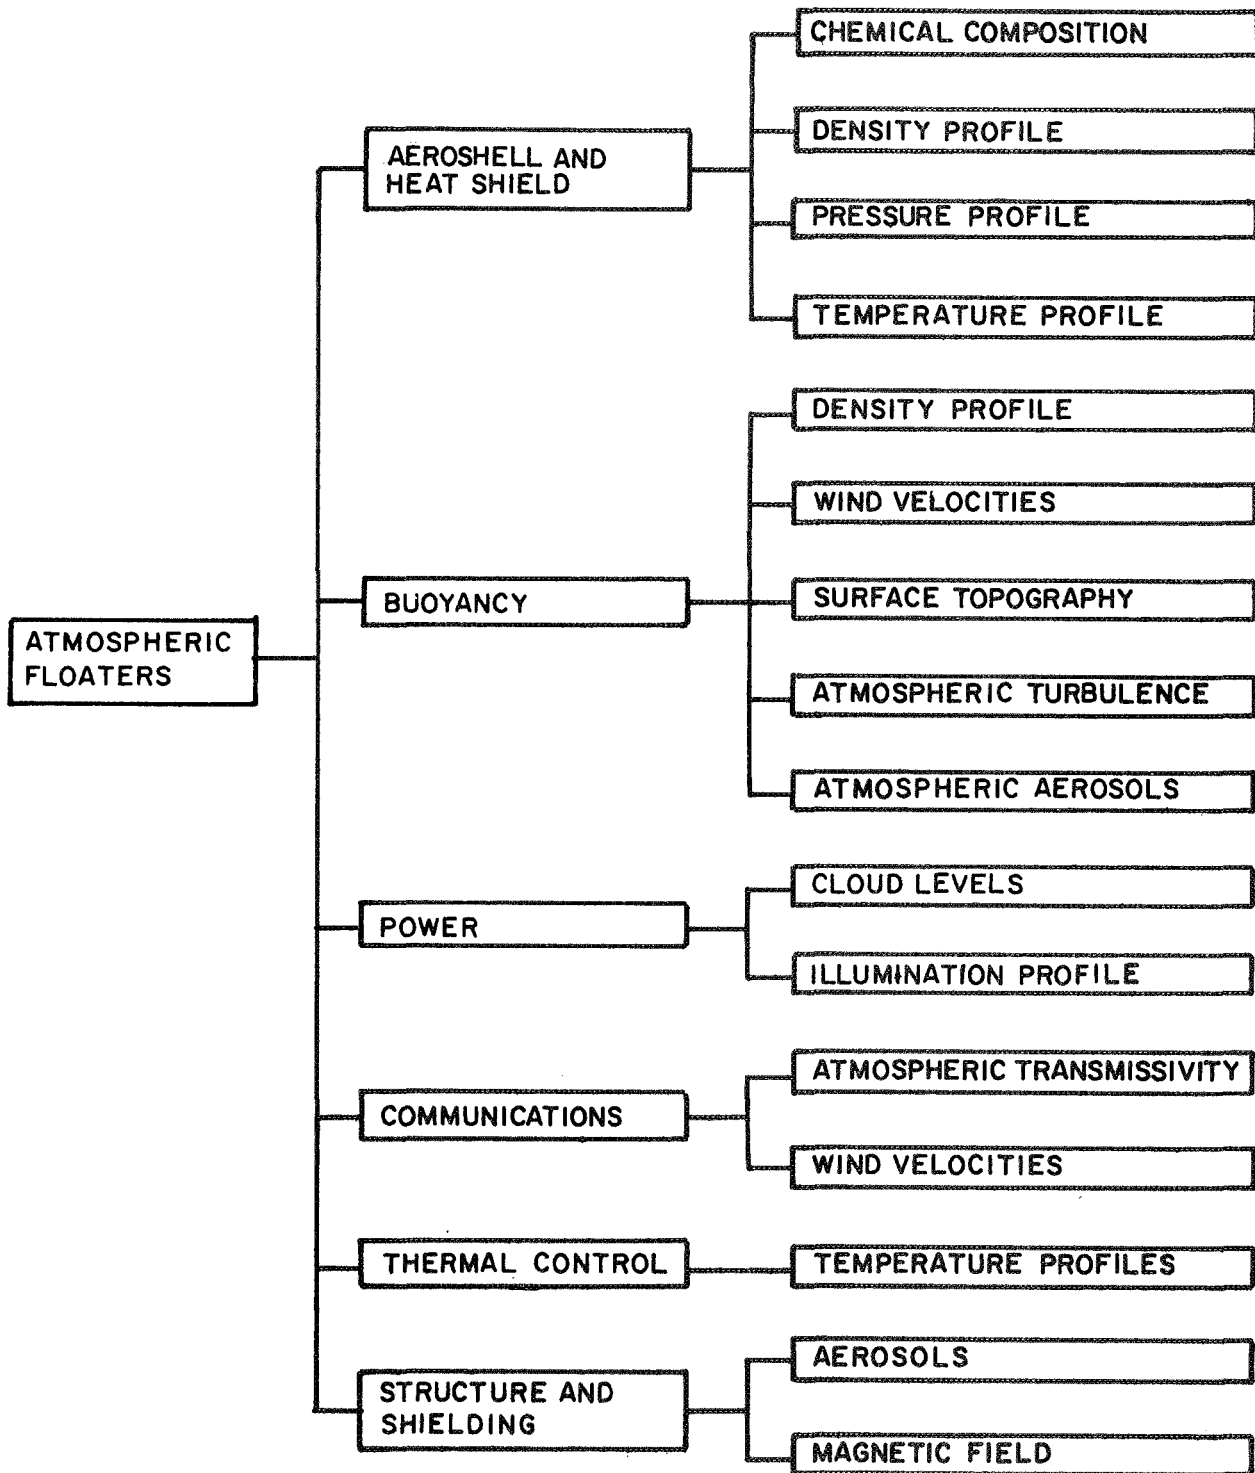 ATMOSPHERIC
FLOATERS
AEROSHELL AND
HEAT SHIELD
CHEMICAL COMPOSITION
DENSITY PROFILE
PRESSURE PROFILE
TEMPERATURE PROFILE
BUOYANCY
DENSITY PROFILE
WIND VELOCITIES
SURFACE TOPOGRAPHY
ATMOSPHERIC TURBULENCE
ATMOSPHERIC AEROSOLS
POWER
CLOUD LEVELS
ILLUMINATION PROFILE
COMMUNICATIONS
ATMOSPHERIC TRANSMISSIVITY
WIND VELOCITIES
THERMAL CONTROL
TEMPERATURE PROFILES
STRUCTURE AND
SHIELDING
AEROSOLS
MAGNETIC FIELD